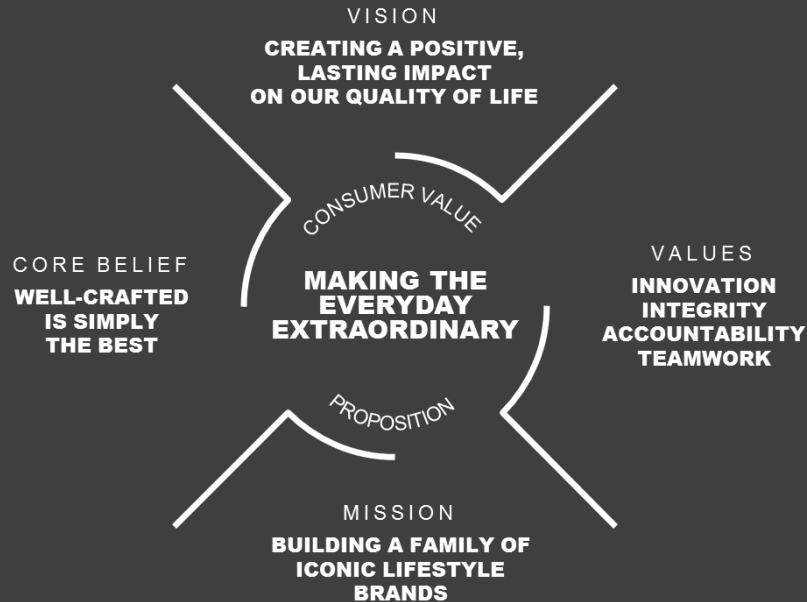 VISION
CREATING A POSITIVE,
LASTING IMPACT
ON OUR QUALITY OF LIFE
CORE BELIEF
WELL-CRAFTED
IS SIMPLY
THE BEST
CONSUMER VALUE
MAKING THE
EVERYDAY
EXTRAORDINARY
PROPOSITION
VALUES
INNOVATION
INTEGRITY
ACCOUNTABILITY
TEAMWORK
MISSION
BUILDING A FAMILY OF
ICONIC LIFESTYLE
BRANDS